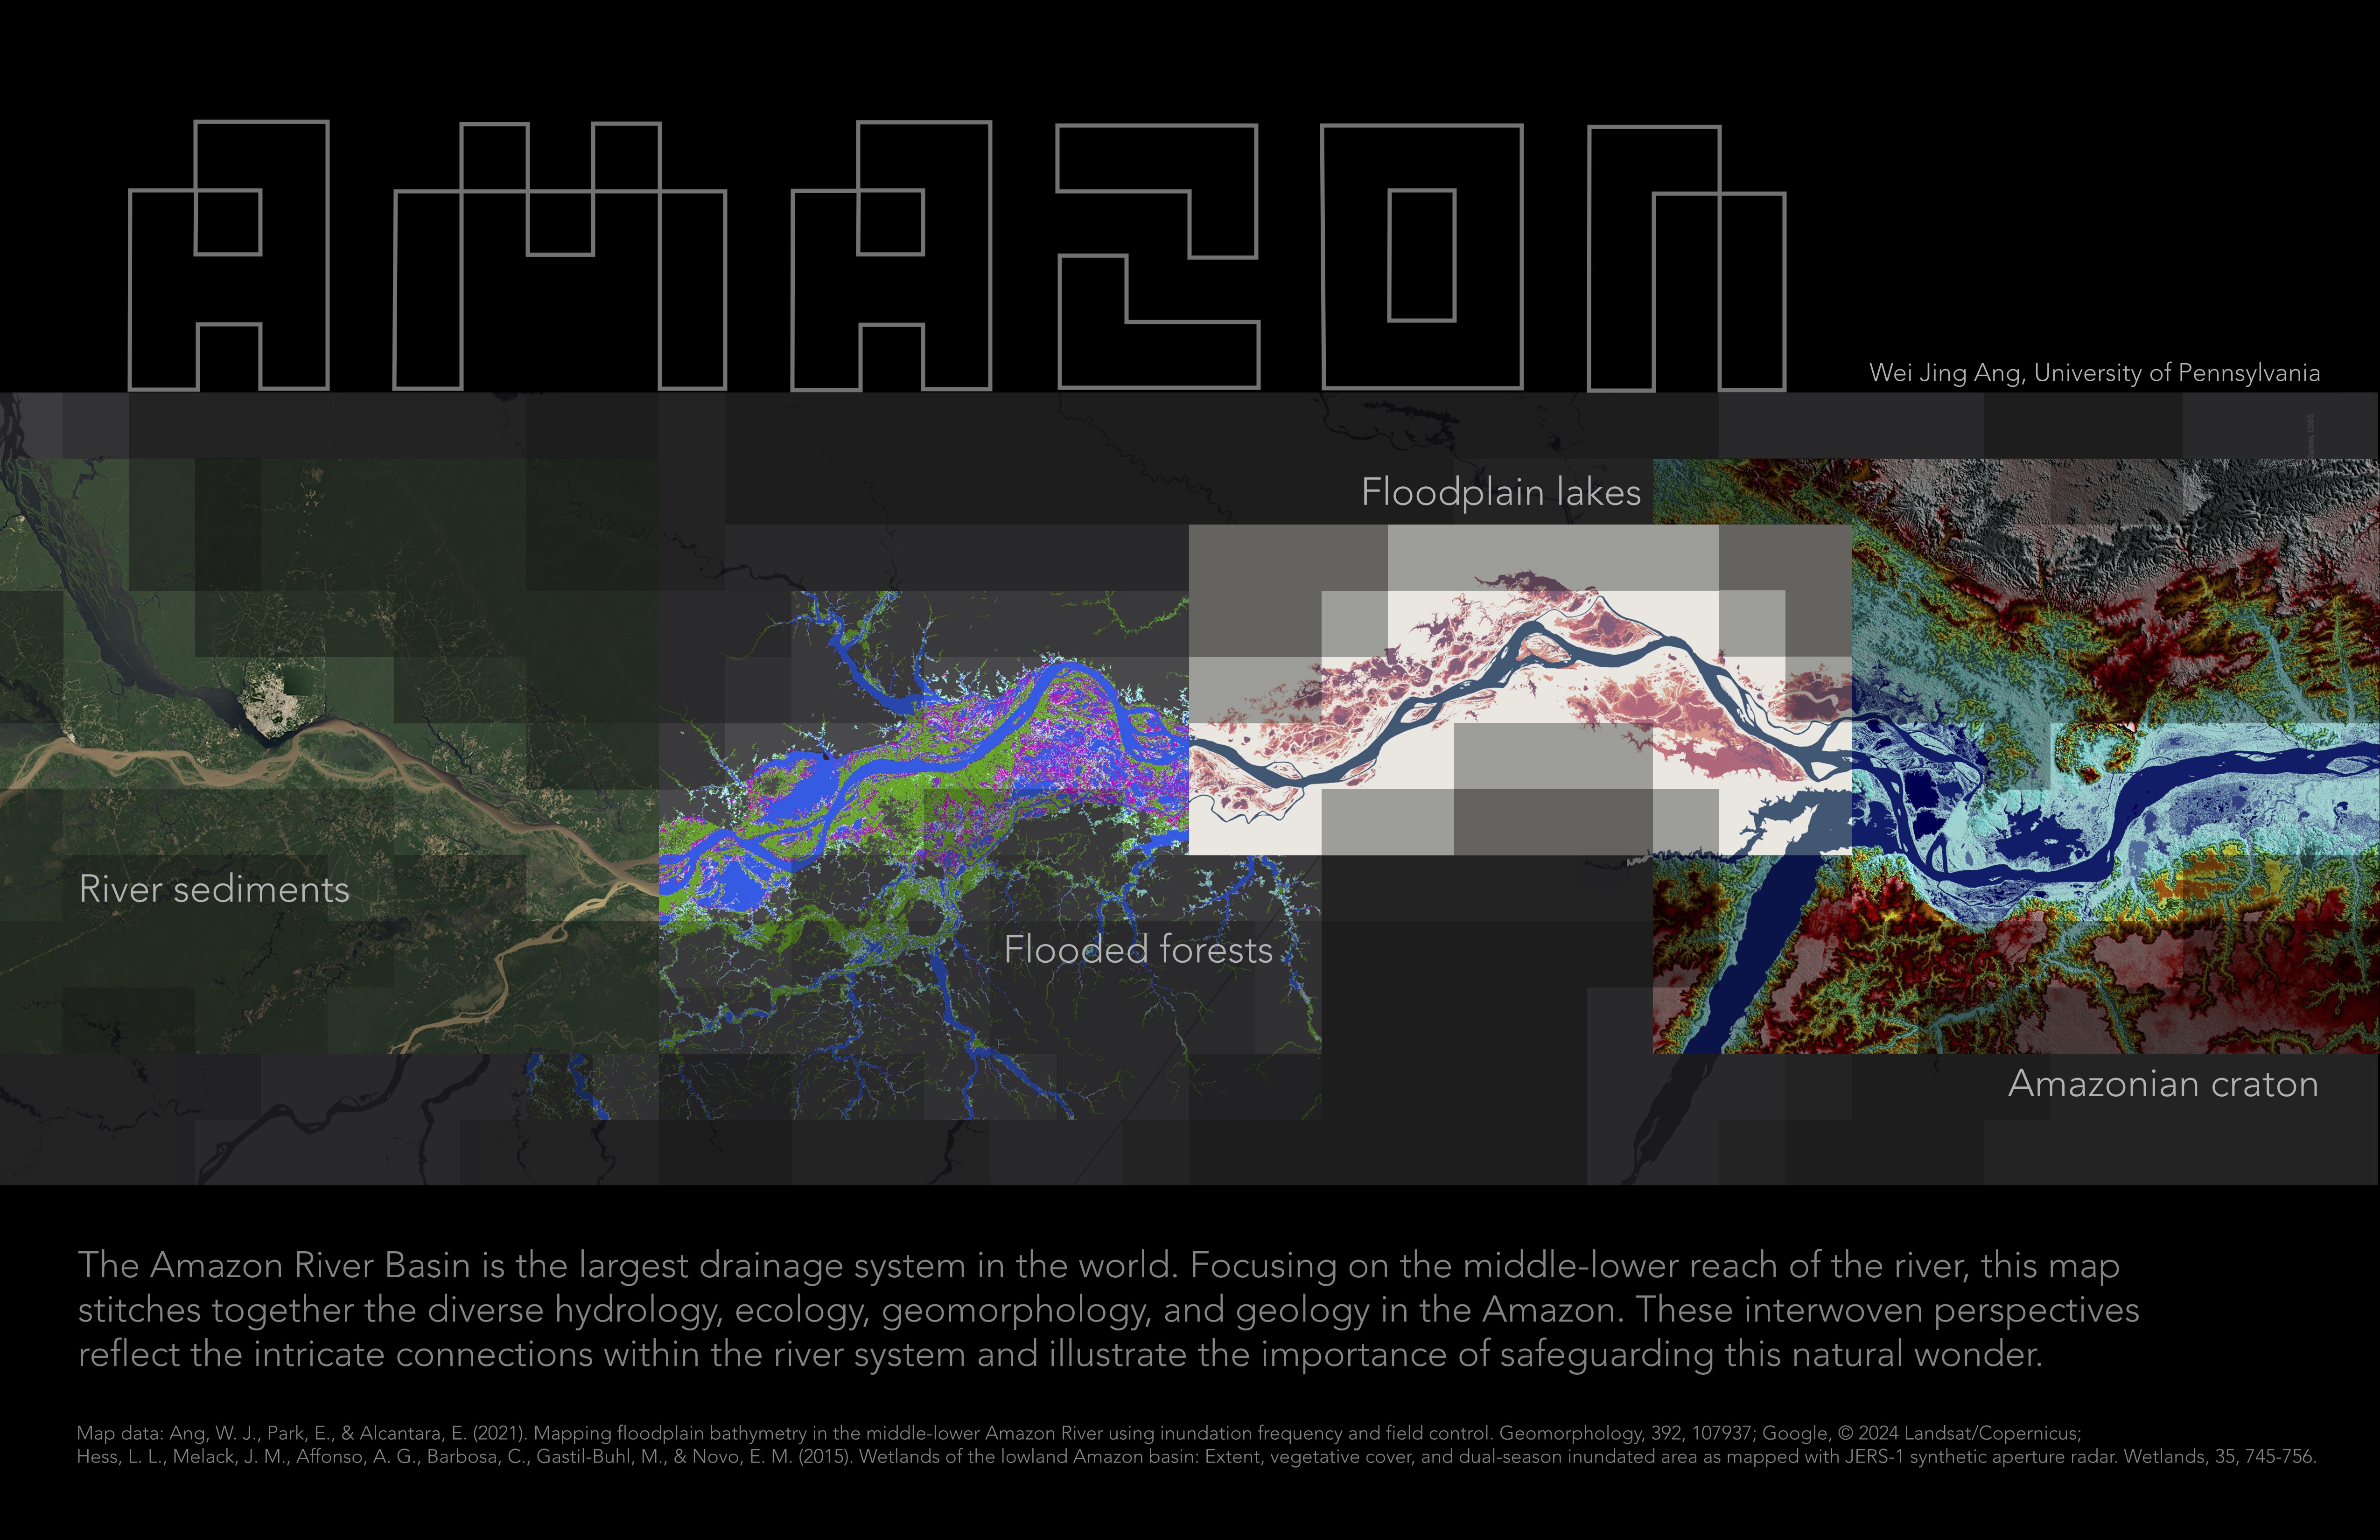 AMAZON
Wei Jing Ang, University of Pennsylvania
Floodplain lakes
River sediments
Flooded forests
Amazonian craton
The Amazon River Basin is the largest drainage system in the world. Focusing on the middle-lower reach of the river, this map
stitches together the diverse hydrology, ecology, geomorphology, and geology in the Amazon. These interwoven perspectives
reflect the intricate connections within the river system and illustrate the importance of safeguarding this natural wonder.
Map data: Ang, W. J., Park, E., & Alcantara, E. (2021). Mapping floodplain bathymetry in the middle-lower Amazon River using inundation frequency and field control. Geomorphology, 392, 107937; Google, © 2024 Landsat/Copernicus;
Hess, L. L., Melack, J. M., Affonso, A. G., Barbosa, C., Gastil-Buhl, M., & Novo, E. M. (2015). Wetlands of the lowland Amazon basin: Extent, vegetative cover, and dual-season inundated area as mapped with JERS-1 synthetic aperture radar. Wetlands, 35, 745-756.